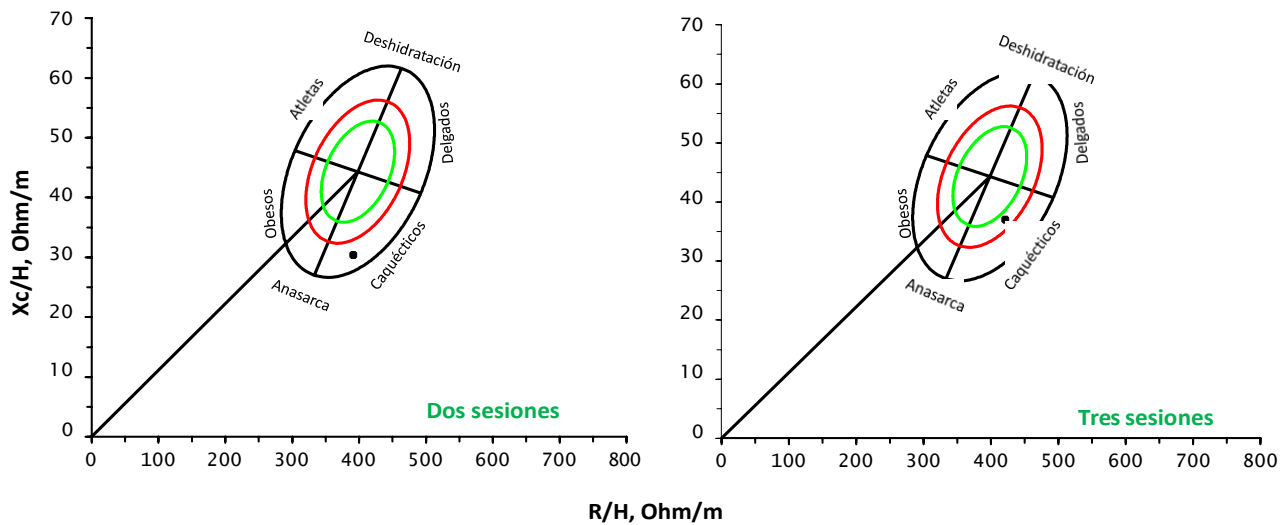 70
60
50
40
30
20
10
0
Xc/H, Ohm/m
Deshidratación
Atletas
Delgados
Obesos
Caquécticos
Anasarca
Dos sesiones
0 100 200 300 400 500 600 700 800
70
60
50
40
30
20
10
0
Deshidratación
Atletas
Delgados
Obesos
Caquécticos
Anasarca
Tres sesiones
0 100 200 300 400 500 600 700 800
R/H, Ohm/m